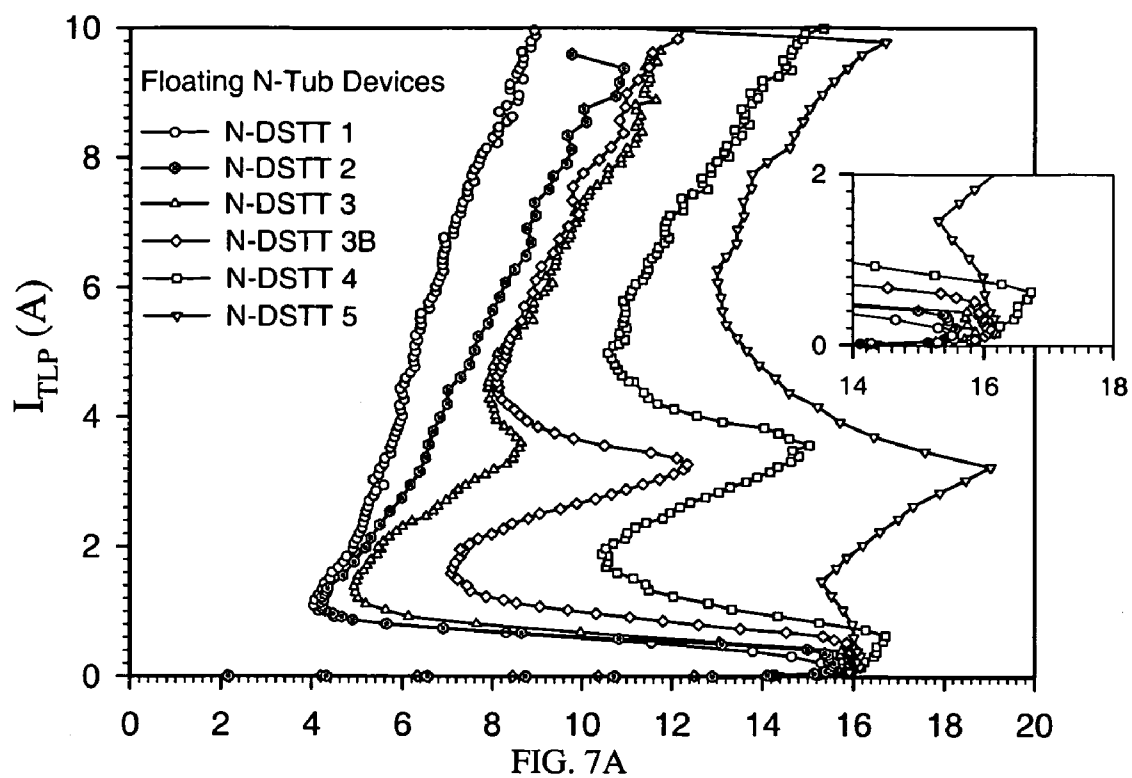 10
8
6
4
2
0
I_TLP (A)
Floating N-Tub Devices
N-DSTT 1
N-DSTT 2
N-DSTT 3
N-DSTT 3B
N-DSTT 4
N-DSTT 5
2
0
14 16 18
0 2 4 6 8 10 12 14 16 18 20
FIG. 7A